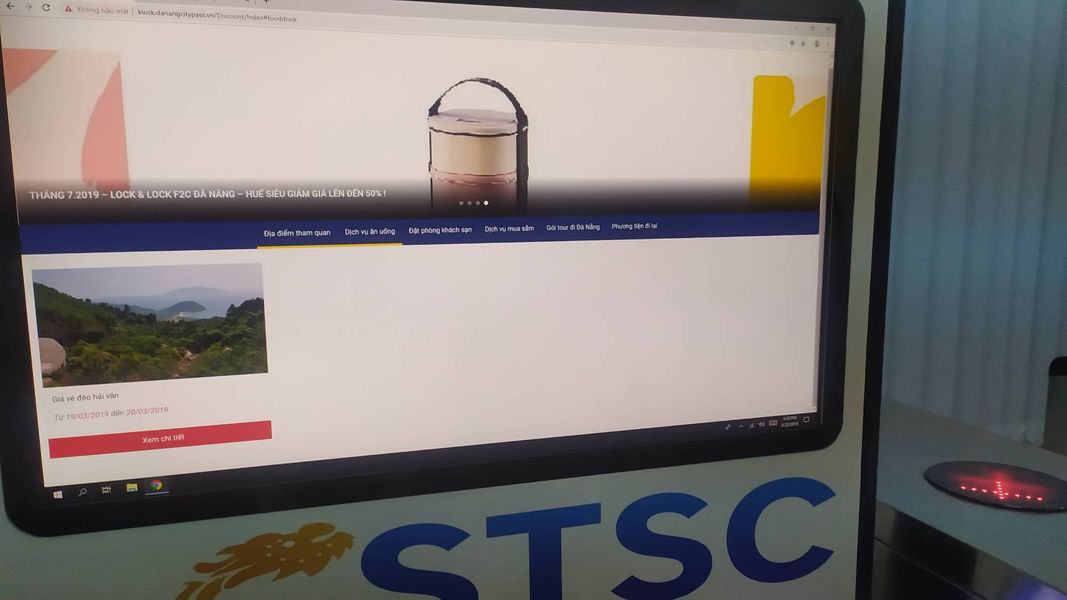 Không bảo mật | kiosk.danangcitypass.vn/Discount/Index#fooddrink
THÁNG 7.2019 – LOCK & LOCK F2C ĐÀ NẴNG – HUẾ SIÊU GIẢM GIÁ LÊN ĐẾN 50% !
Địa điểm tham quan Dịch vụ ăn uống Đặt phòng khách sạn Dịch vụ mua sắm Gói tour đi Đà Nẵng Phương tiện đi lại
Giá vé đèo hải vân
Từ 19/03/2019 đến 20/03/2019
Xem chi tiết
STSC